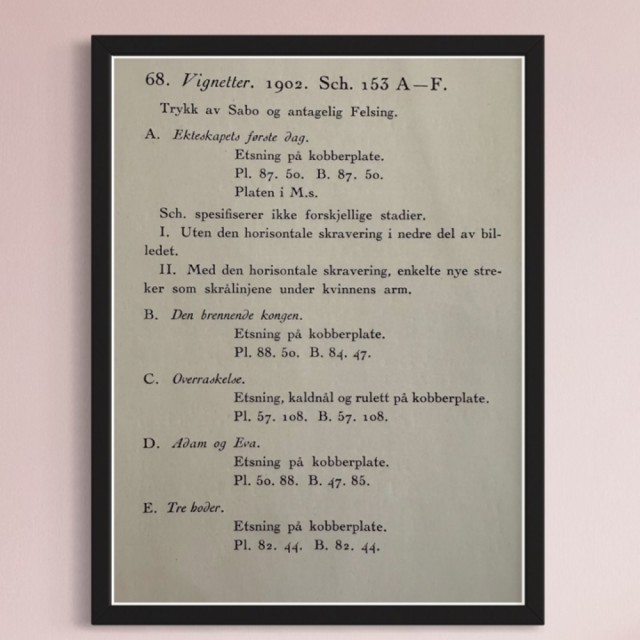 68. Vignetter. 1902. Sch. 153 A—F.
Trykk av Sabo og antagelig Felsing.
A. Ekteskapets første dag.
Etsning på kobberplate.
Pl. 87. 50. B. 87. 50.
Platen i M.s.
Sch. spesifiserer ikke forskjellige stadier.
I. Uten den horisontale skravering i nedre del av bil-
ledet.
II. Med den horisontale skravering, enkelte nye stre-
ker som skrålinjene under kvinnens arm.
B. Den brennende kongen.
Etsning på kobberplate.
Pl. 88. 50. B. 84. 47.
C. Overraskelse.
Etsning, kaldnål og rulett på kobberplate.
Pl. 57. 108. B. 57. 108.
D. Adam og Eva.
Etsning på kobberplate.
Pl. 50. 88. B. 47. 85.
E. Tre hoder.
Etsning på kobberplate.
Pl. 82. 44. B. 82. 44.